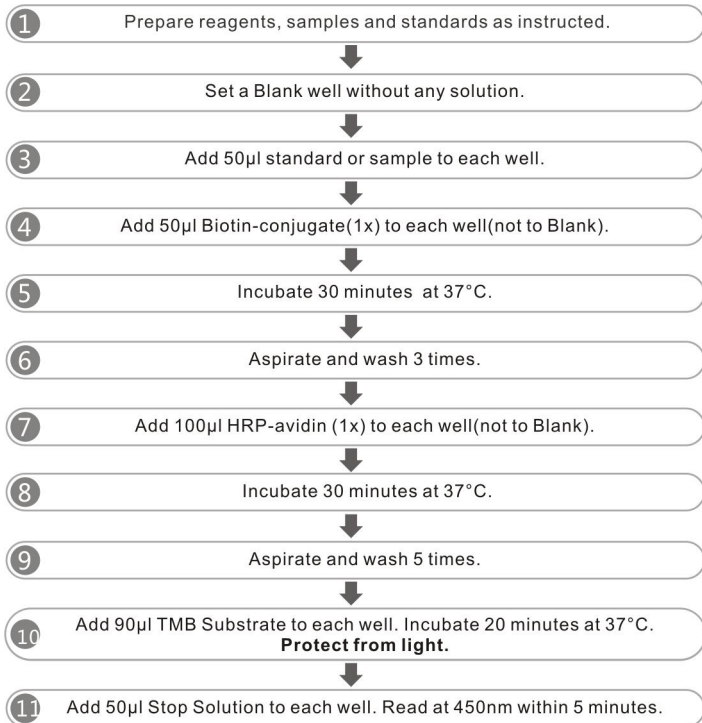 1 Prepare reagents, samples and standards as instructed.
2 Set a Blank well without any solution.
3 Add 50μl standard or sample to each well.
4 Add 50μl Biotin-conjugate(1x) to each well(not to Blank).
5 Incubate 30 minutes at 37°C.
6 Aspirate and wash 3 times.
7 Add 100μl HRP-avidin (1x) to each well(not to Blank).
8 Incubate 30 minutes at 37°C.
9 Aspirate and wash 5 times.
10 Add 90μl TMB Substrate to each well. Incubate 20 minutes at 37°C.
Protect from light.
11 Add 50μl Stop Solution to each well. Read at 450nm within 5 minutes.